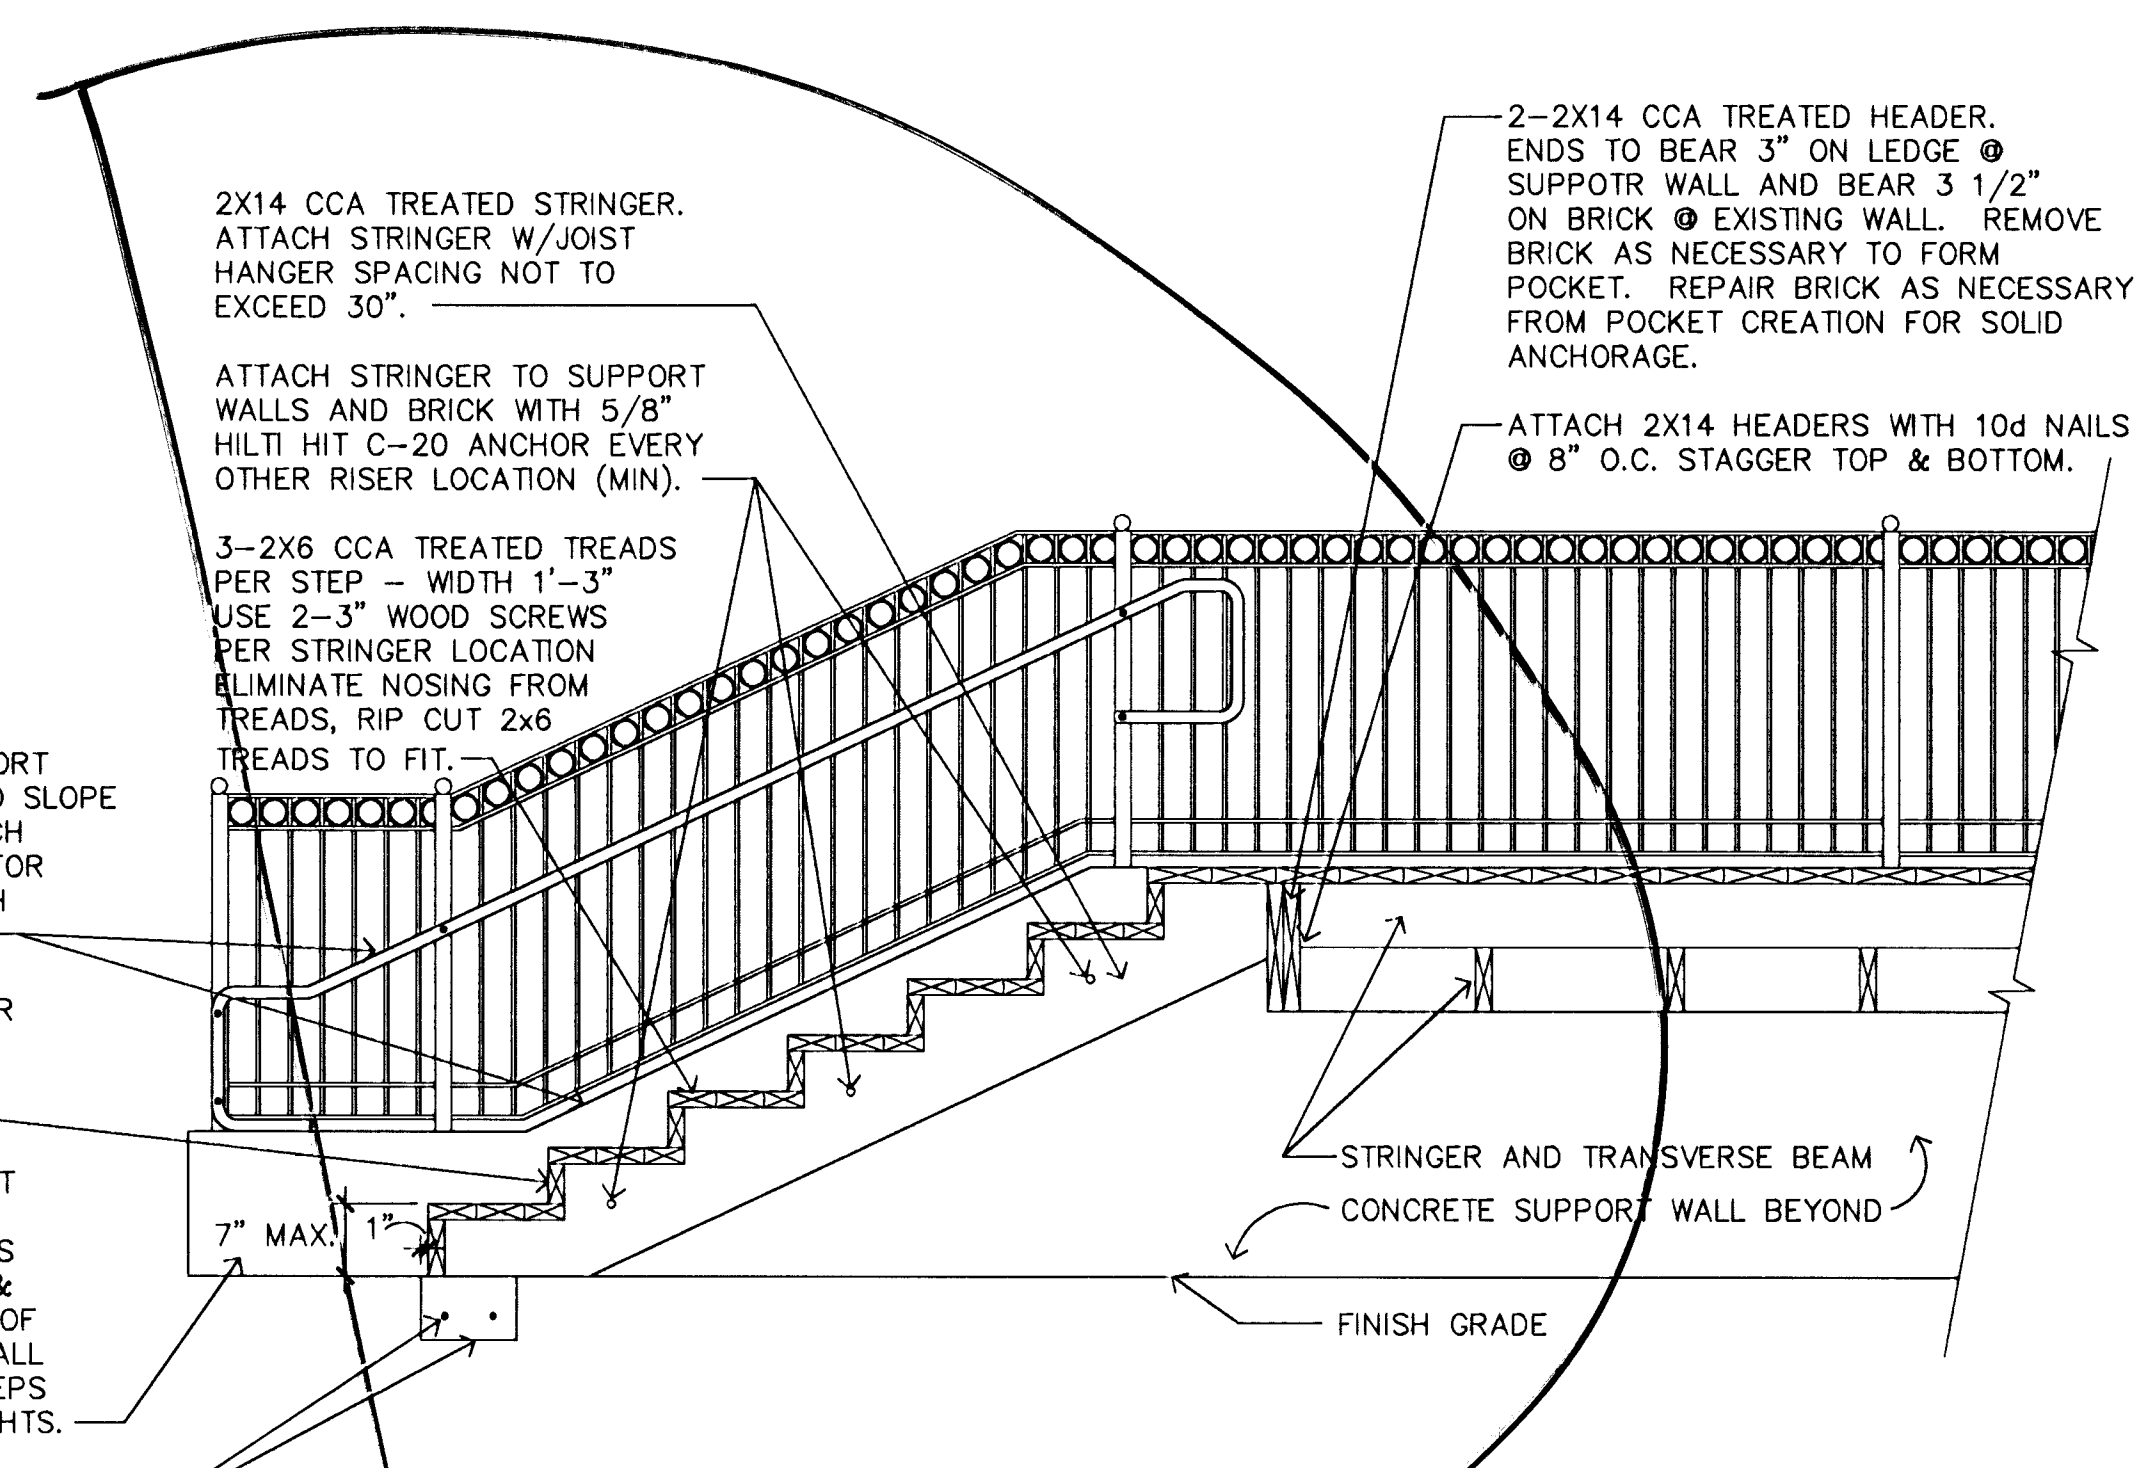 2X14 CCA TREATED STRINGER.
ATTACH STRINGER W/JOIST
HANGER SPACING NOT TO
EXCEED 30".
ATTACH STRINGER TO SUPPORT
WALLS AND BRICK WITH 5/8"
HILTI HIT C-20 ANCHOR EVERY
OTHER RISER LOCATION (MIN).
3-2X6 CCA TREATED TREADS
PER STEP - WIDTH 1'-3"
USE 2-3" WOOD SCREWS
PER STRINGER LOCATION
ELIMINATE NOSING FROM
TREADS, RIP CUT 2x6
TREADS TO FIT.
2-2X14 CCA TREATED HEADER.
ENDS TO BEAR 3" ON LEDGE @
SUPPOTR WALL AND BEAR 3 1/2"
ON BRICK @ EXISTING WALL. REMOVE
BRICK AS NECESSARY TO FORM
POCKET. REPAIR BRICK AS NECESSARY
FROM POCKET CREATION FOR SOLID
ANCHORAGE.
ATTACH 2X14 HEADERS WITH 10d NAILS
@ 8" O.C. STAGGER TOP & BOTTOM.
SLOPE
&
OF
7" MAX.
1"
STRINGER AND TRANSVERSE BEAM
CONCRETE SUPPORT WALL BEYOND
FINISH GRADE